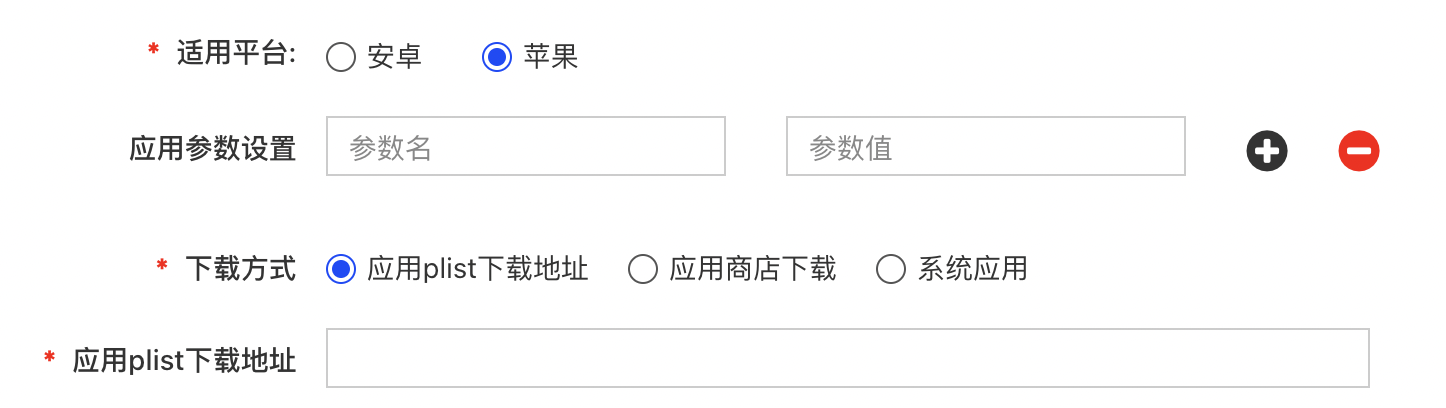 * 适用平台: 安卓 苹果
应用参数设置 参数名 参数值
* 下载方式 应用plist下载地址 应用商店下载 系统应用
* 应用plist下载地址